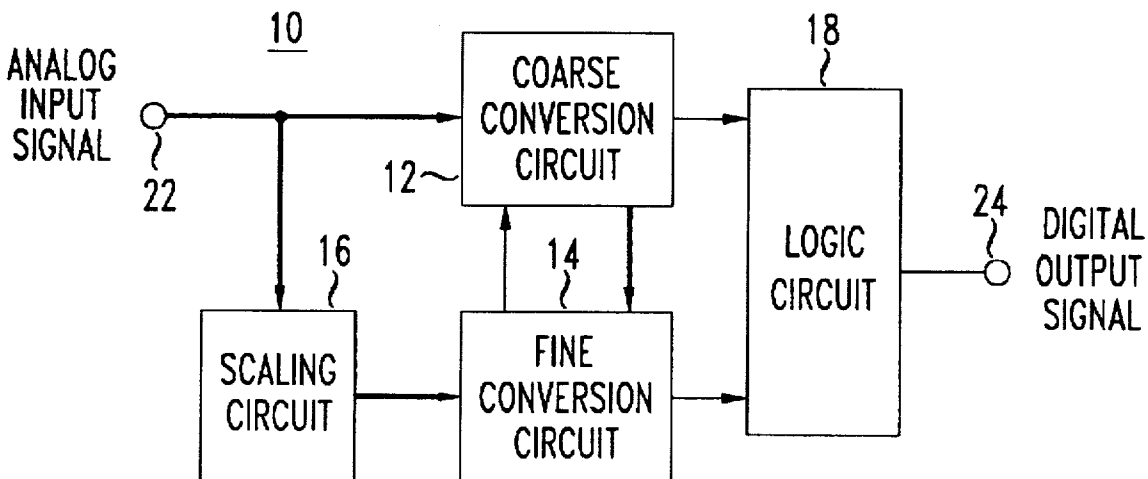 10
18
ANALOG
INPUT
SIGNAL
22
COARSE
CONVERSION
CIRCUIT
12
24
DIGITAL
OUTPUT
SIGNAL
LOGIC
CIRCUIT
16
14
SCALING
CIRCUIT
FINE
CONVERSION
CIRCUIT